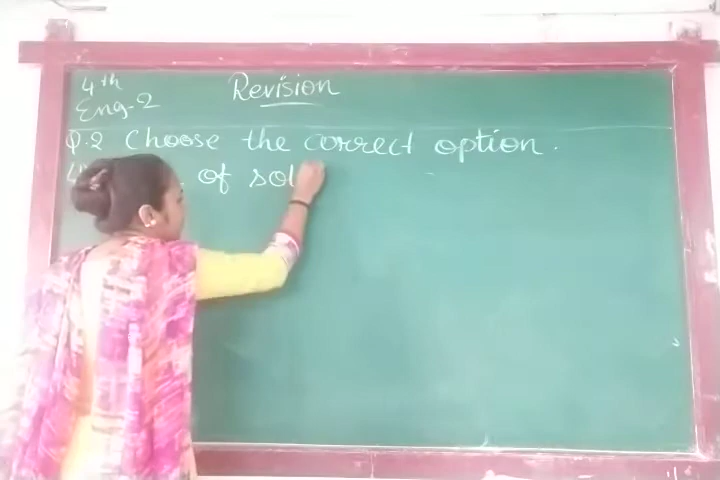 4th
Eng-2
Revision
Q.2 Choose the correct option.
of sol